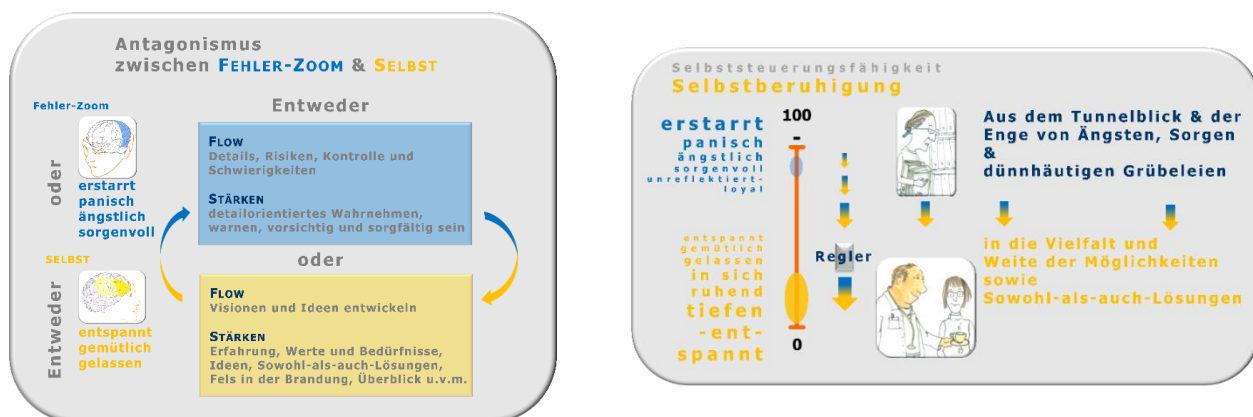 Antagonismus
zwischen FEHLER-ZOOM & SELBST
Fehler-Zoom
oder
erstarrt
panisch
ängstlich
sorgenvoll
Entweder
FLOW
Details, Risiken, Kontrolle und
Schwierigkeiten
STÄRKEN
detailorientiertes Wahrnehmen,
warnen, vorsichtig und sorgfältig sein
oder
SELBST
Entweder
entspannt
gemütlich
gelassen
FLOW
Visionen und Ideen entwickeln
STÄRKEN
Erfahrung, Werte und Bedürfnisse,
Ideen, Sowohl-als-auch-Lösungen,
Fels in der Brandung, Überblick u.v.m.
Selbststeuerungsfähigkeit
Selbstberuhigung
erstarrt
panisch
ängstlich
sorgenvoll
unreflektiert-
loyal
100
-
Aus dem Tunnelblick & der
Enge von Ängsten, Sorgen
&
dünnhäutigen Grübeleien
entspannt
gemütlich
gelassen
in sich
ruhend
tiefen
-ent-
spannt
Regler
0
in die Vielfalt und
Weite der Möglichkeiten
sowie
Sowohl-als-auch-Lösungen